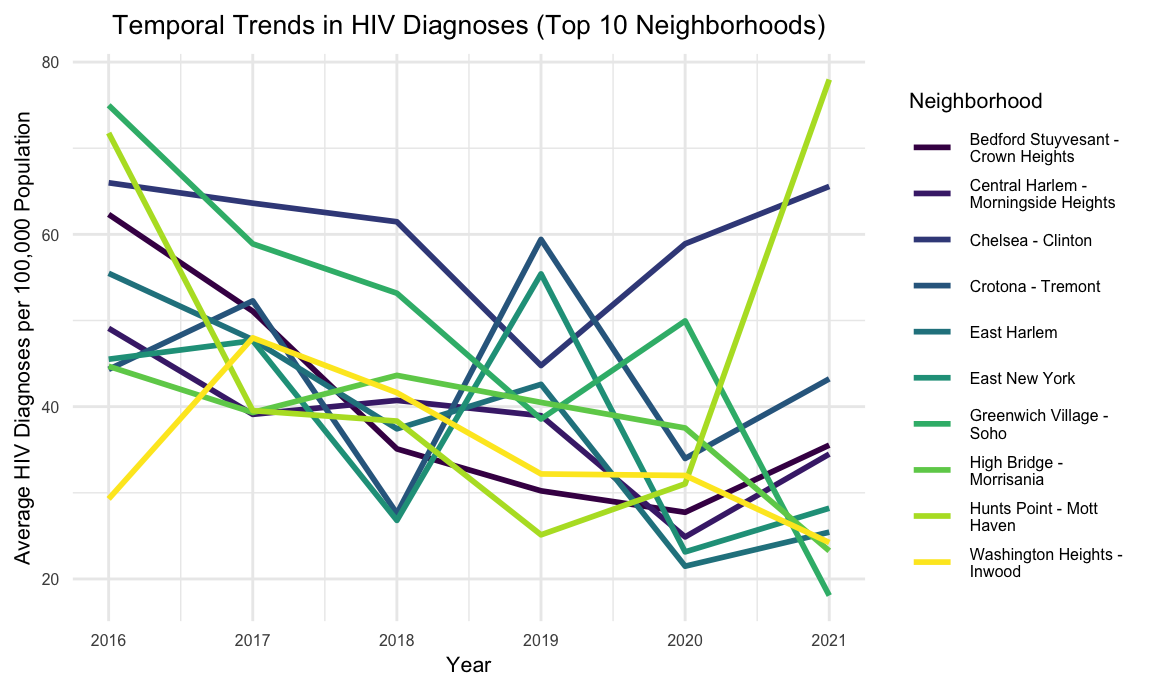 Temporal Trends in HIV Diagnoses (Top 10 Neighborhoods)
Average HIV Diagnoses per 100,000 Population
80
60
40
20
2016
2017
2018
2019
2020
2021
Year
Neighborhood
Bedford Stuyvesant -
Crown Heights
Central Harlem -
Morningside Heights
Chelsea - Clinton
Crotona - Tremont
East Harlem
East New York
Greenwich Village -
Soho
High Bridge -
Morrisania
Hunts Point - Mott
Haven
Washington Heights -
Inwood